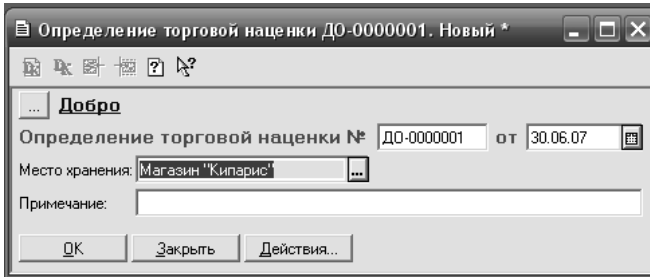 Определение торговой наценки ДО-0000001. Новый *
... Добро
Определение торговой наценки № ДО-0000001 от 30.06.07
Место хранения: Магазин "Кипарис" ...
Примечание:
OK Закрыть Действия...